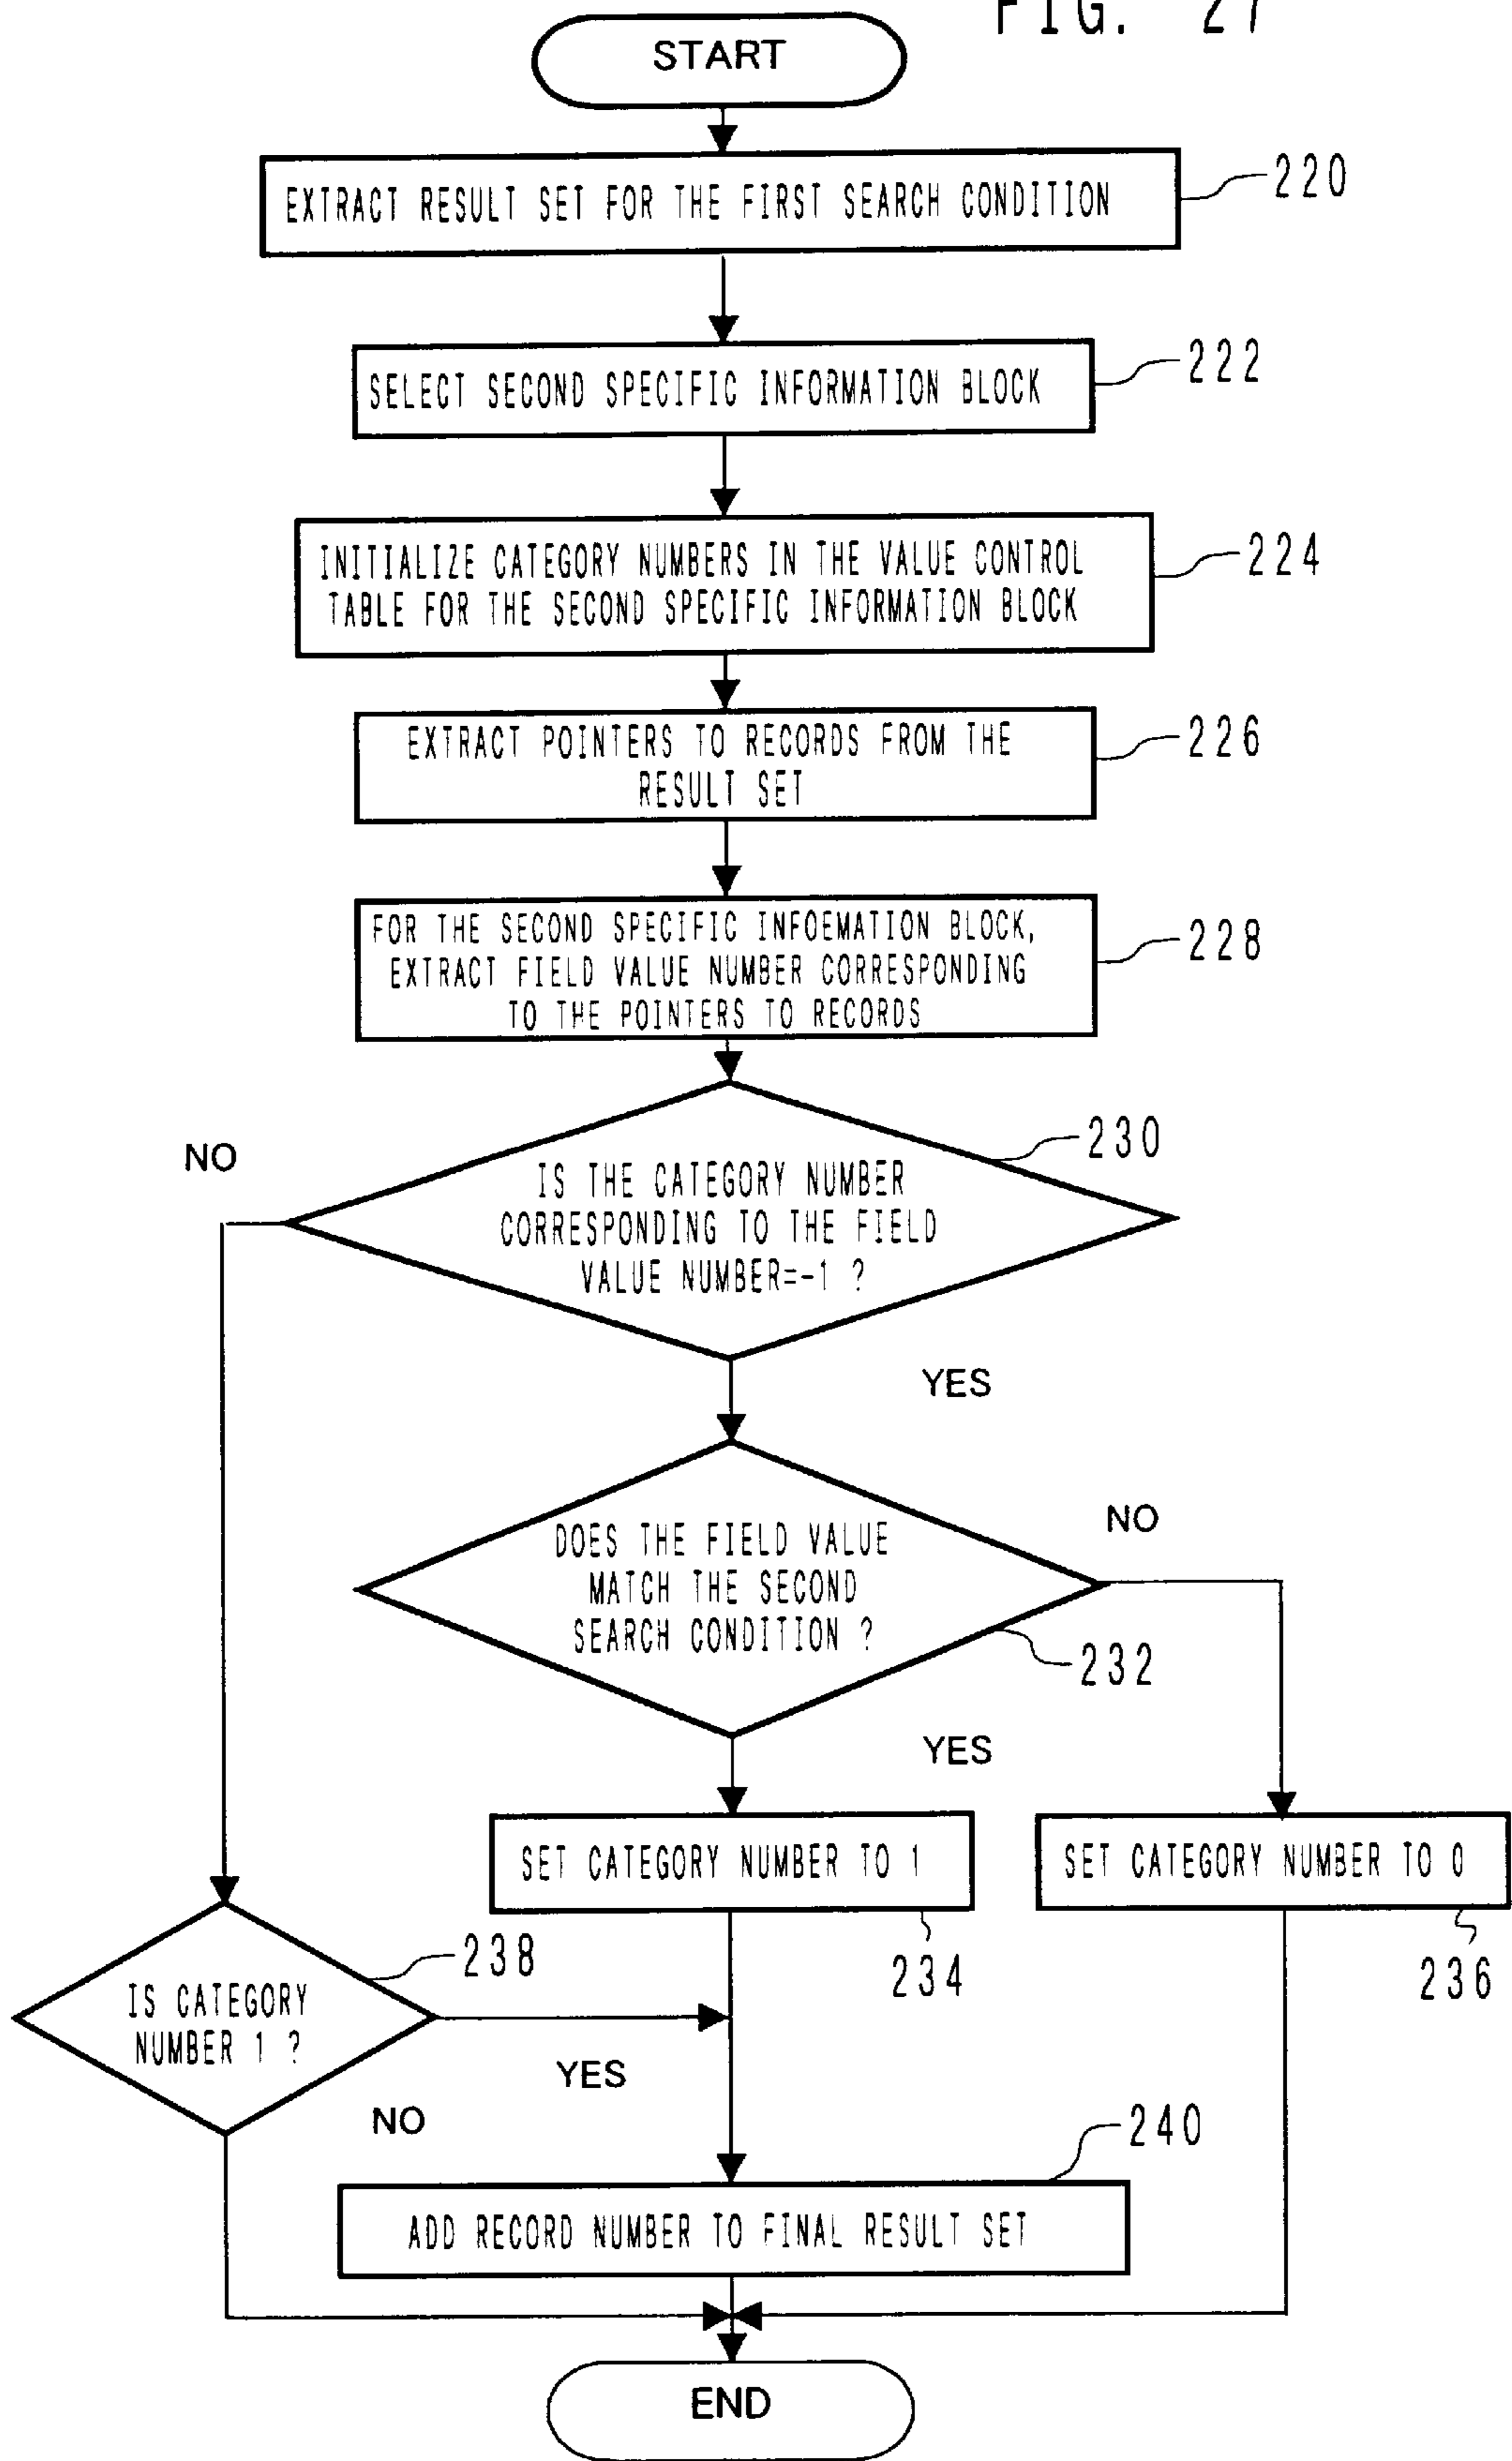 FIG. 27
START
EXTRACT RESULT SET FOR THE FIRST SEARCH CONDITION
220
SELECT SECOND SPECIFIC INFORMATION BLOCK
222
INITIALIZE CATEGORY NUMBERS IN THE VALUE CONTROL
TABLE FOR THE SECOND SPECIFIC INFORMATION BLOCK
224
EXTRACT POINTERS TO RECORDS FROM THE
RESULT SET
226
FOR THE SECOND SPECIFIC INFOEMATION BLOCK,
EXTRACT FIELD VALUE NUMBER CORRESPONDING
TO THE POINTERS TO RECORDS
228
NO
230
IS THE CATEGORY NUMBER
CORRESPONDING TO THE FIELD
VALUE NUMBER=-1 ?
YES
NO
DOES THE FIELD VALUE
MATCH THE SECOND
SEARCH CONDITION ?
232
YES
SET CATEGORY NUMBER TO 1
SET CATEGORY NUMBER TO 0
234
236
238
IS CATEGORY
NUMBER 1 ?
YES
NO
240
ADD RECORD NUMBER TO FINAL RESULT SET
END